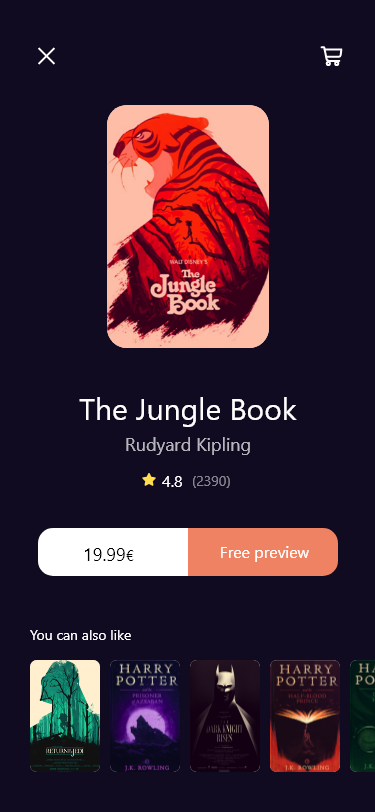 WALT DISNEY'S
The
Jungle
Book
The Jungle Book
Rudyard Kipling
4.8 (2390)
19.99€
Free preview
You can also like
HARRY
POTTER
PRISONER
of AZKABAN
J.K. ROWLING
RETURN OF THE JEDI
DARK KNIGHT
RISES
HARRY
POTTER
HALF-BLOOD
PRINCE
J.K. ROWLING